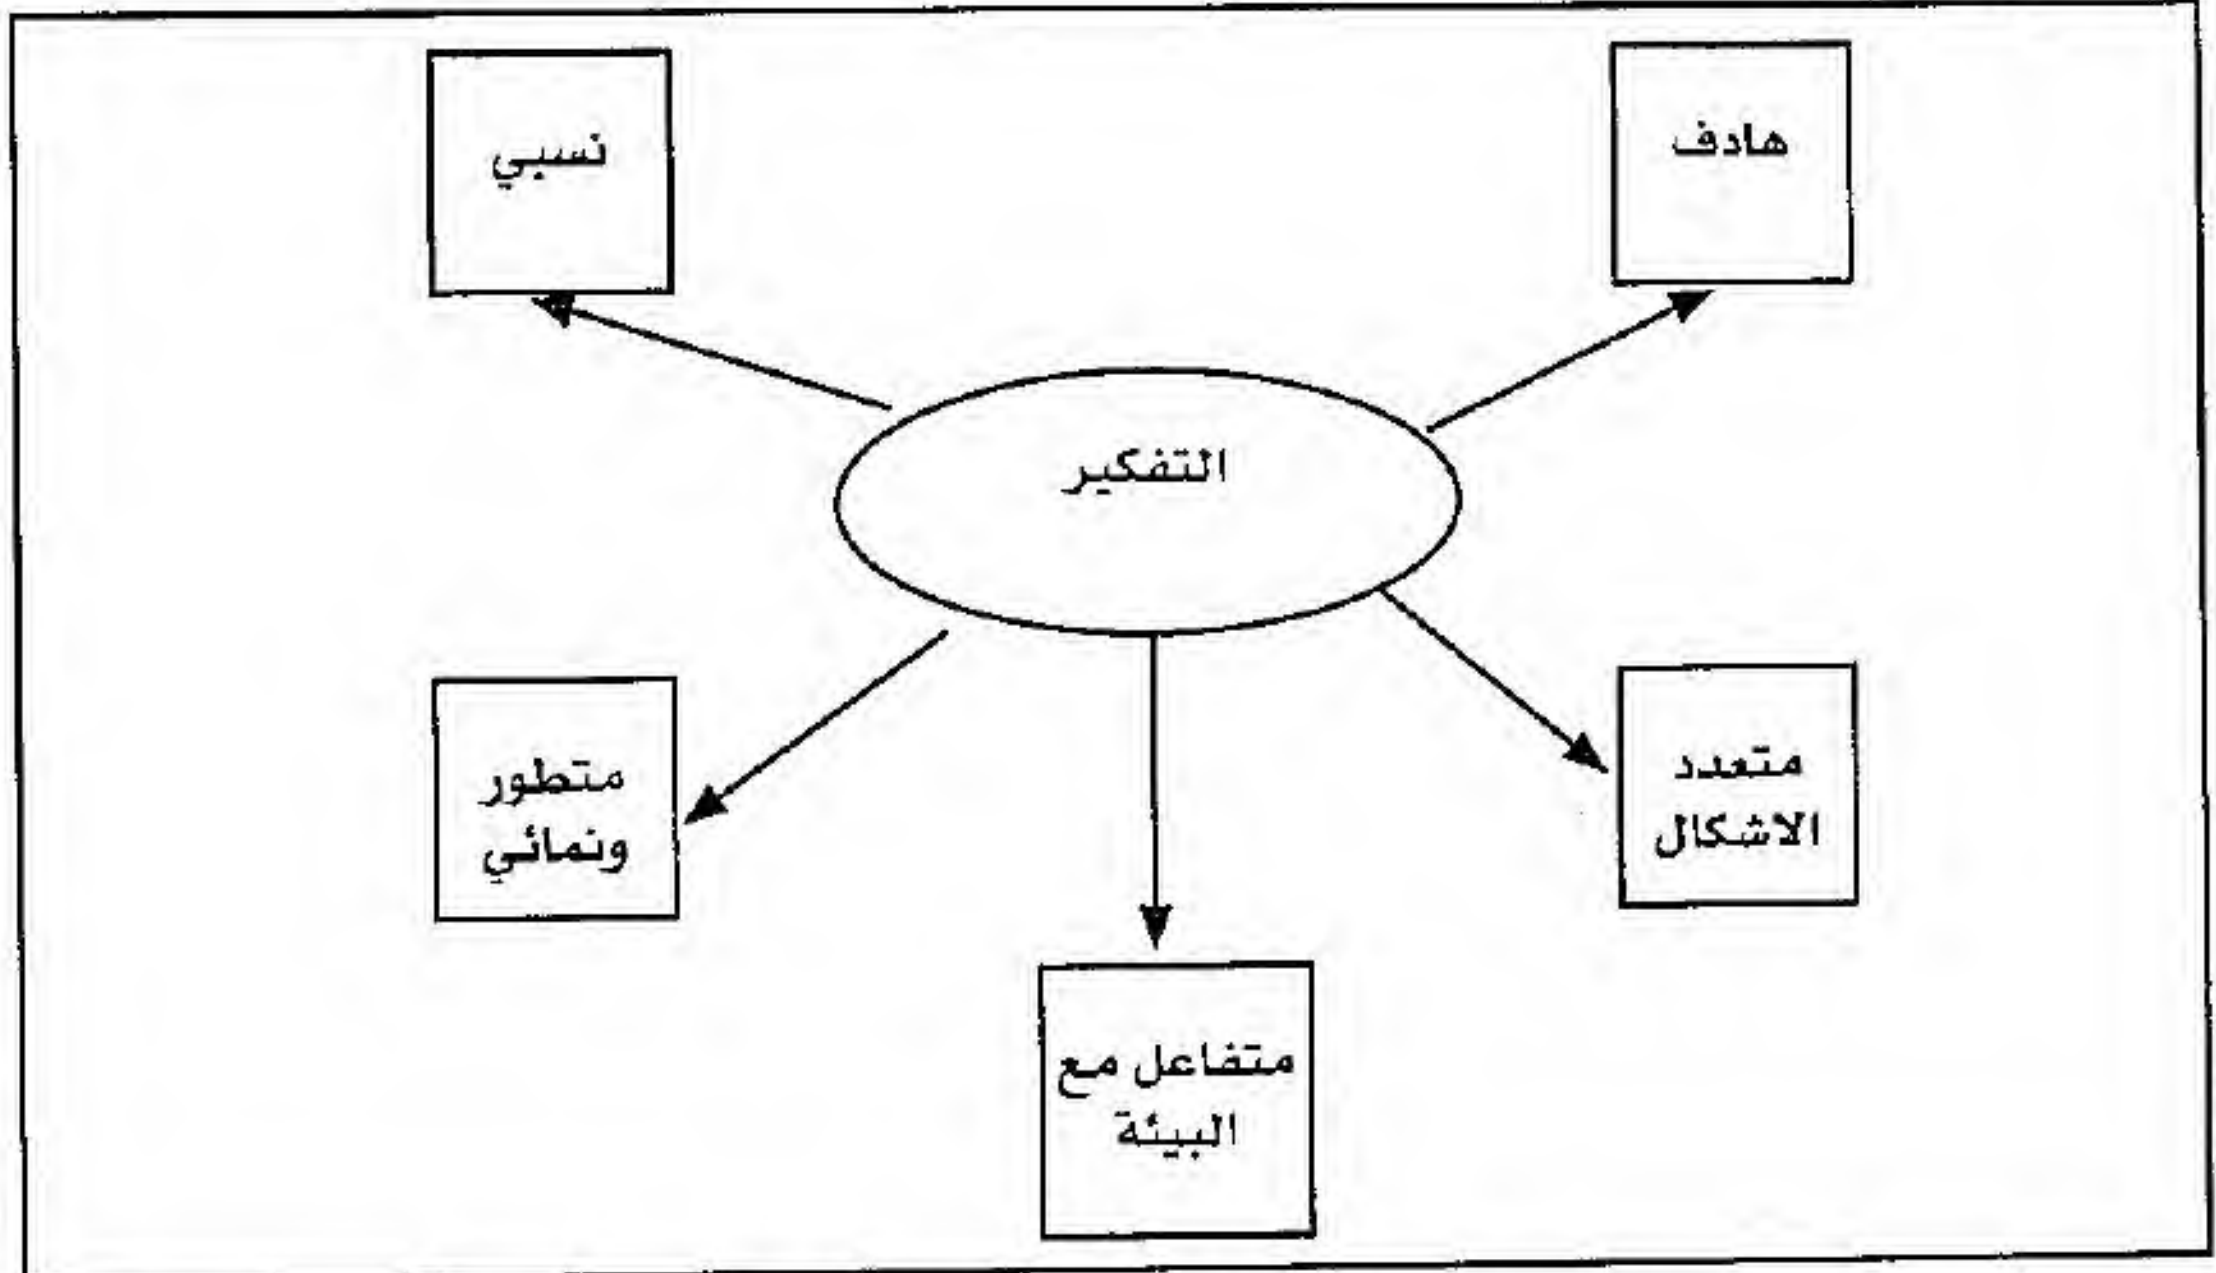 هادف
نسبي
التفكير
متعدد
الاشكال
متطور
ونمائي
متفاعل مع
البيئة